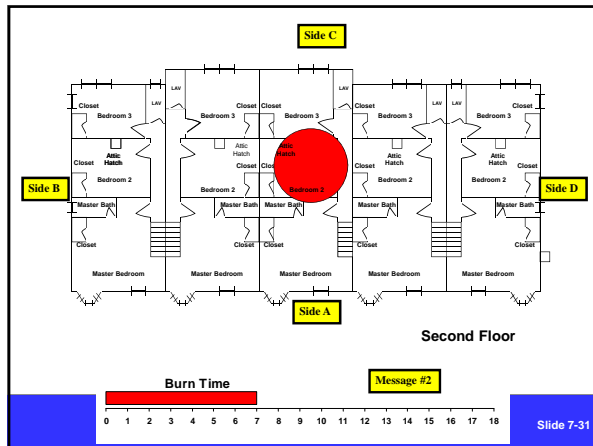 Side C
LAV
LAV
LAV
LAV
LAV
Closet
Bedroom 3
Bedroom 3
Closet
Closet
Bedroom 3
Bedroom 3
Closet
Bedroom 3
Closet
Attic
Hatch
Attic
Hatch
Attic
Hatch
Attic
Hatch
Attic
Hatch
Closet
Closet
Closet
Closet
Closet
Side B
Bedroom 2
Bedroom 2
Bedroom 2
Bedroom 2
Bedroom 2
Side D
Master Bath
Master Bath
Master Bath
Master Bath
Master Bath
Closet
Closet
Closet
Closet
Closet
Master Bedroom
Master Bedroom
Master Bedroom
Master Bedroom
Master Bedroom
Side A
Second Floor
Burn Time
Message #2
0 1 2 3 4 5 6 7 8 9 10 11 12 13 14 15 16 17 18
Slide 7-31